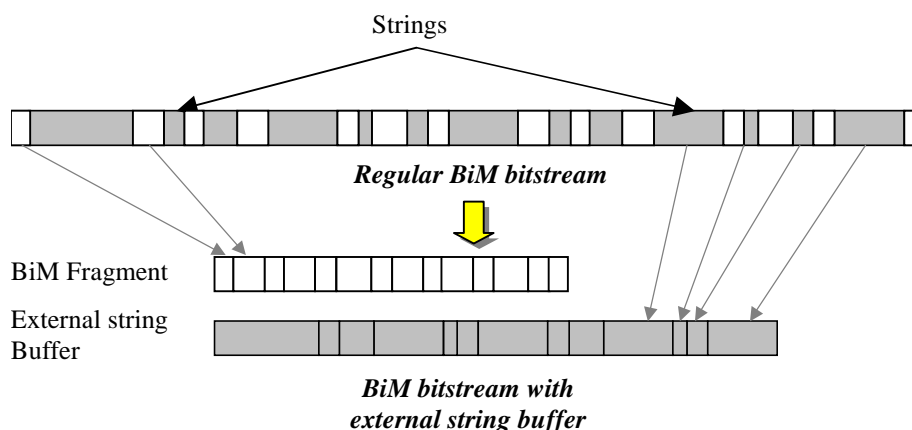 Strings
Regular BiM bitstream
BiM Fragment
External string
Buffer
BiM bitstream with
external string buffer